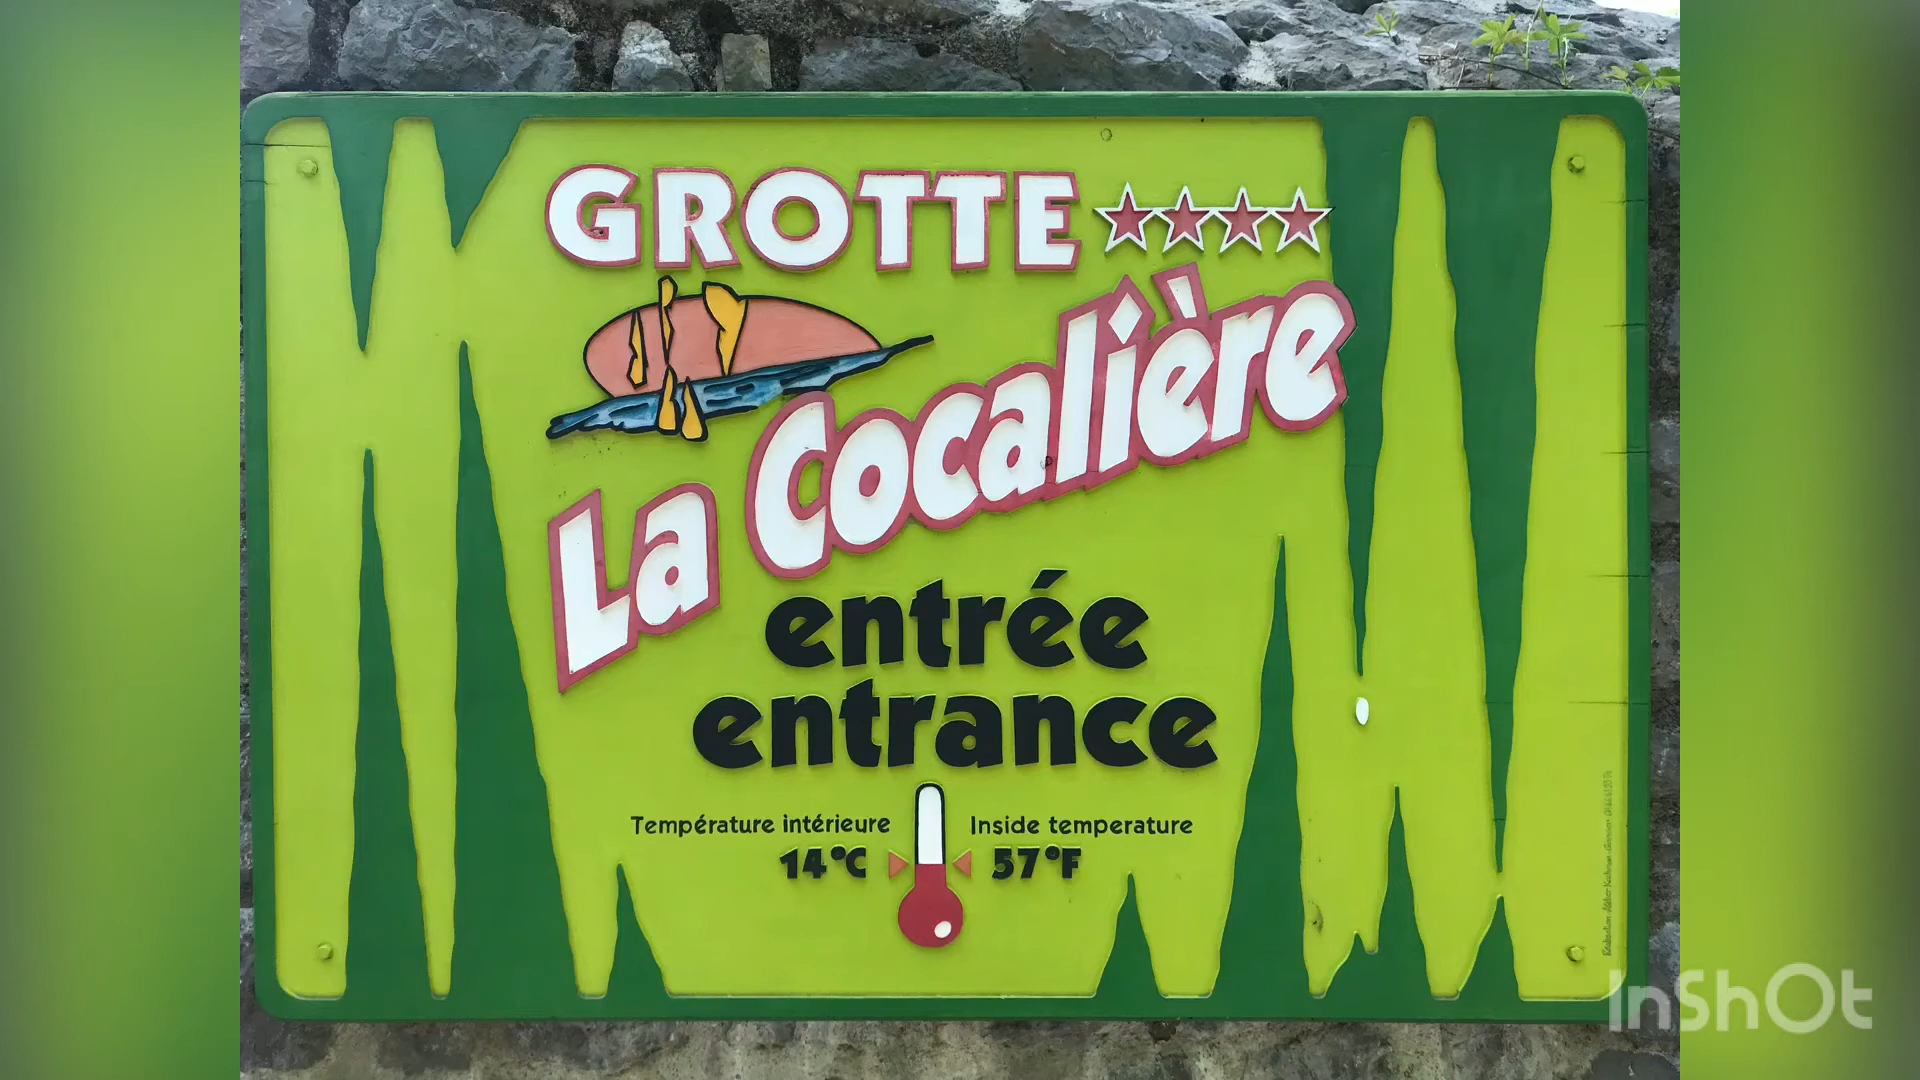 GROTTE
La Cocalière
entrée
entrance
Température intérieure
14°C
Inside temperature
57°F
InShOt